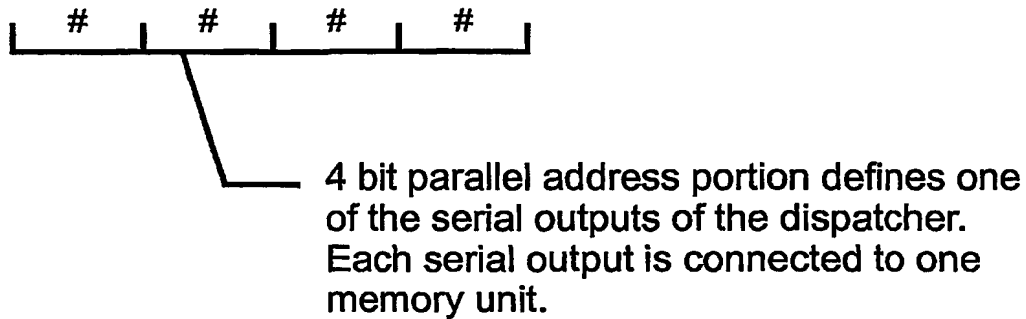 # # # #
4 bit parallel address portion defines one
of the serial outputs of the dispatcher.
Each serial output is connected to one
memory unit.